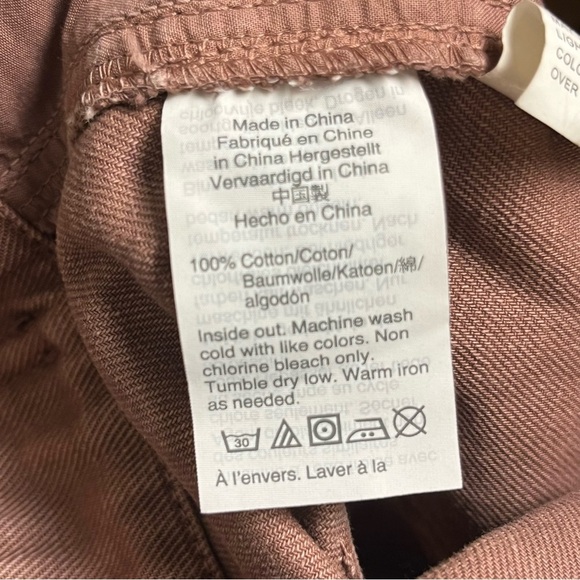 Made in China
Fabriqué en Chine
in China Hergestellt
Vervaardigd in China
中国製
Hecho en China
100% Cotton/Coton/
Baumwolle/Katoen/綿/
algodón
Inside out. Machine wash
cold with like colors. Non
chlorine bleach only.
Tumble dry low. Warm iron
as needed.
30
À l'envers. Laver à la
COLO
OVER